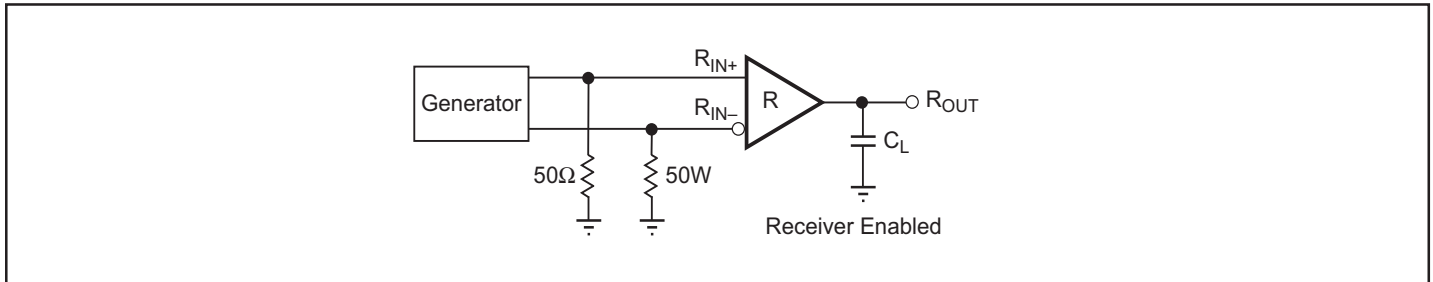 Generator
R_IN+
R_IN–
R
R_OUT
C_L
50Ω
50W
Receiver Enabled